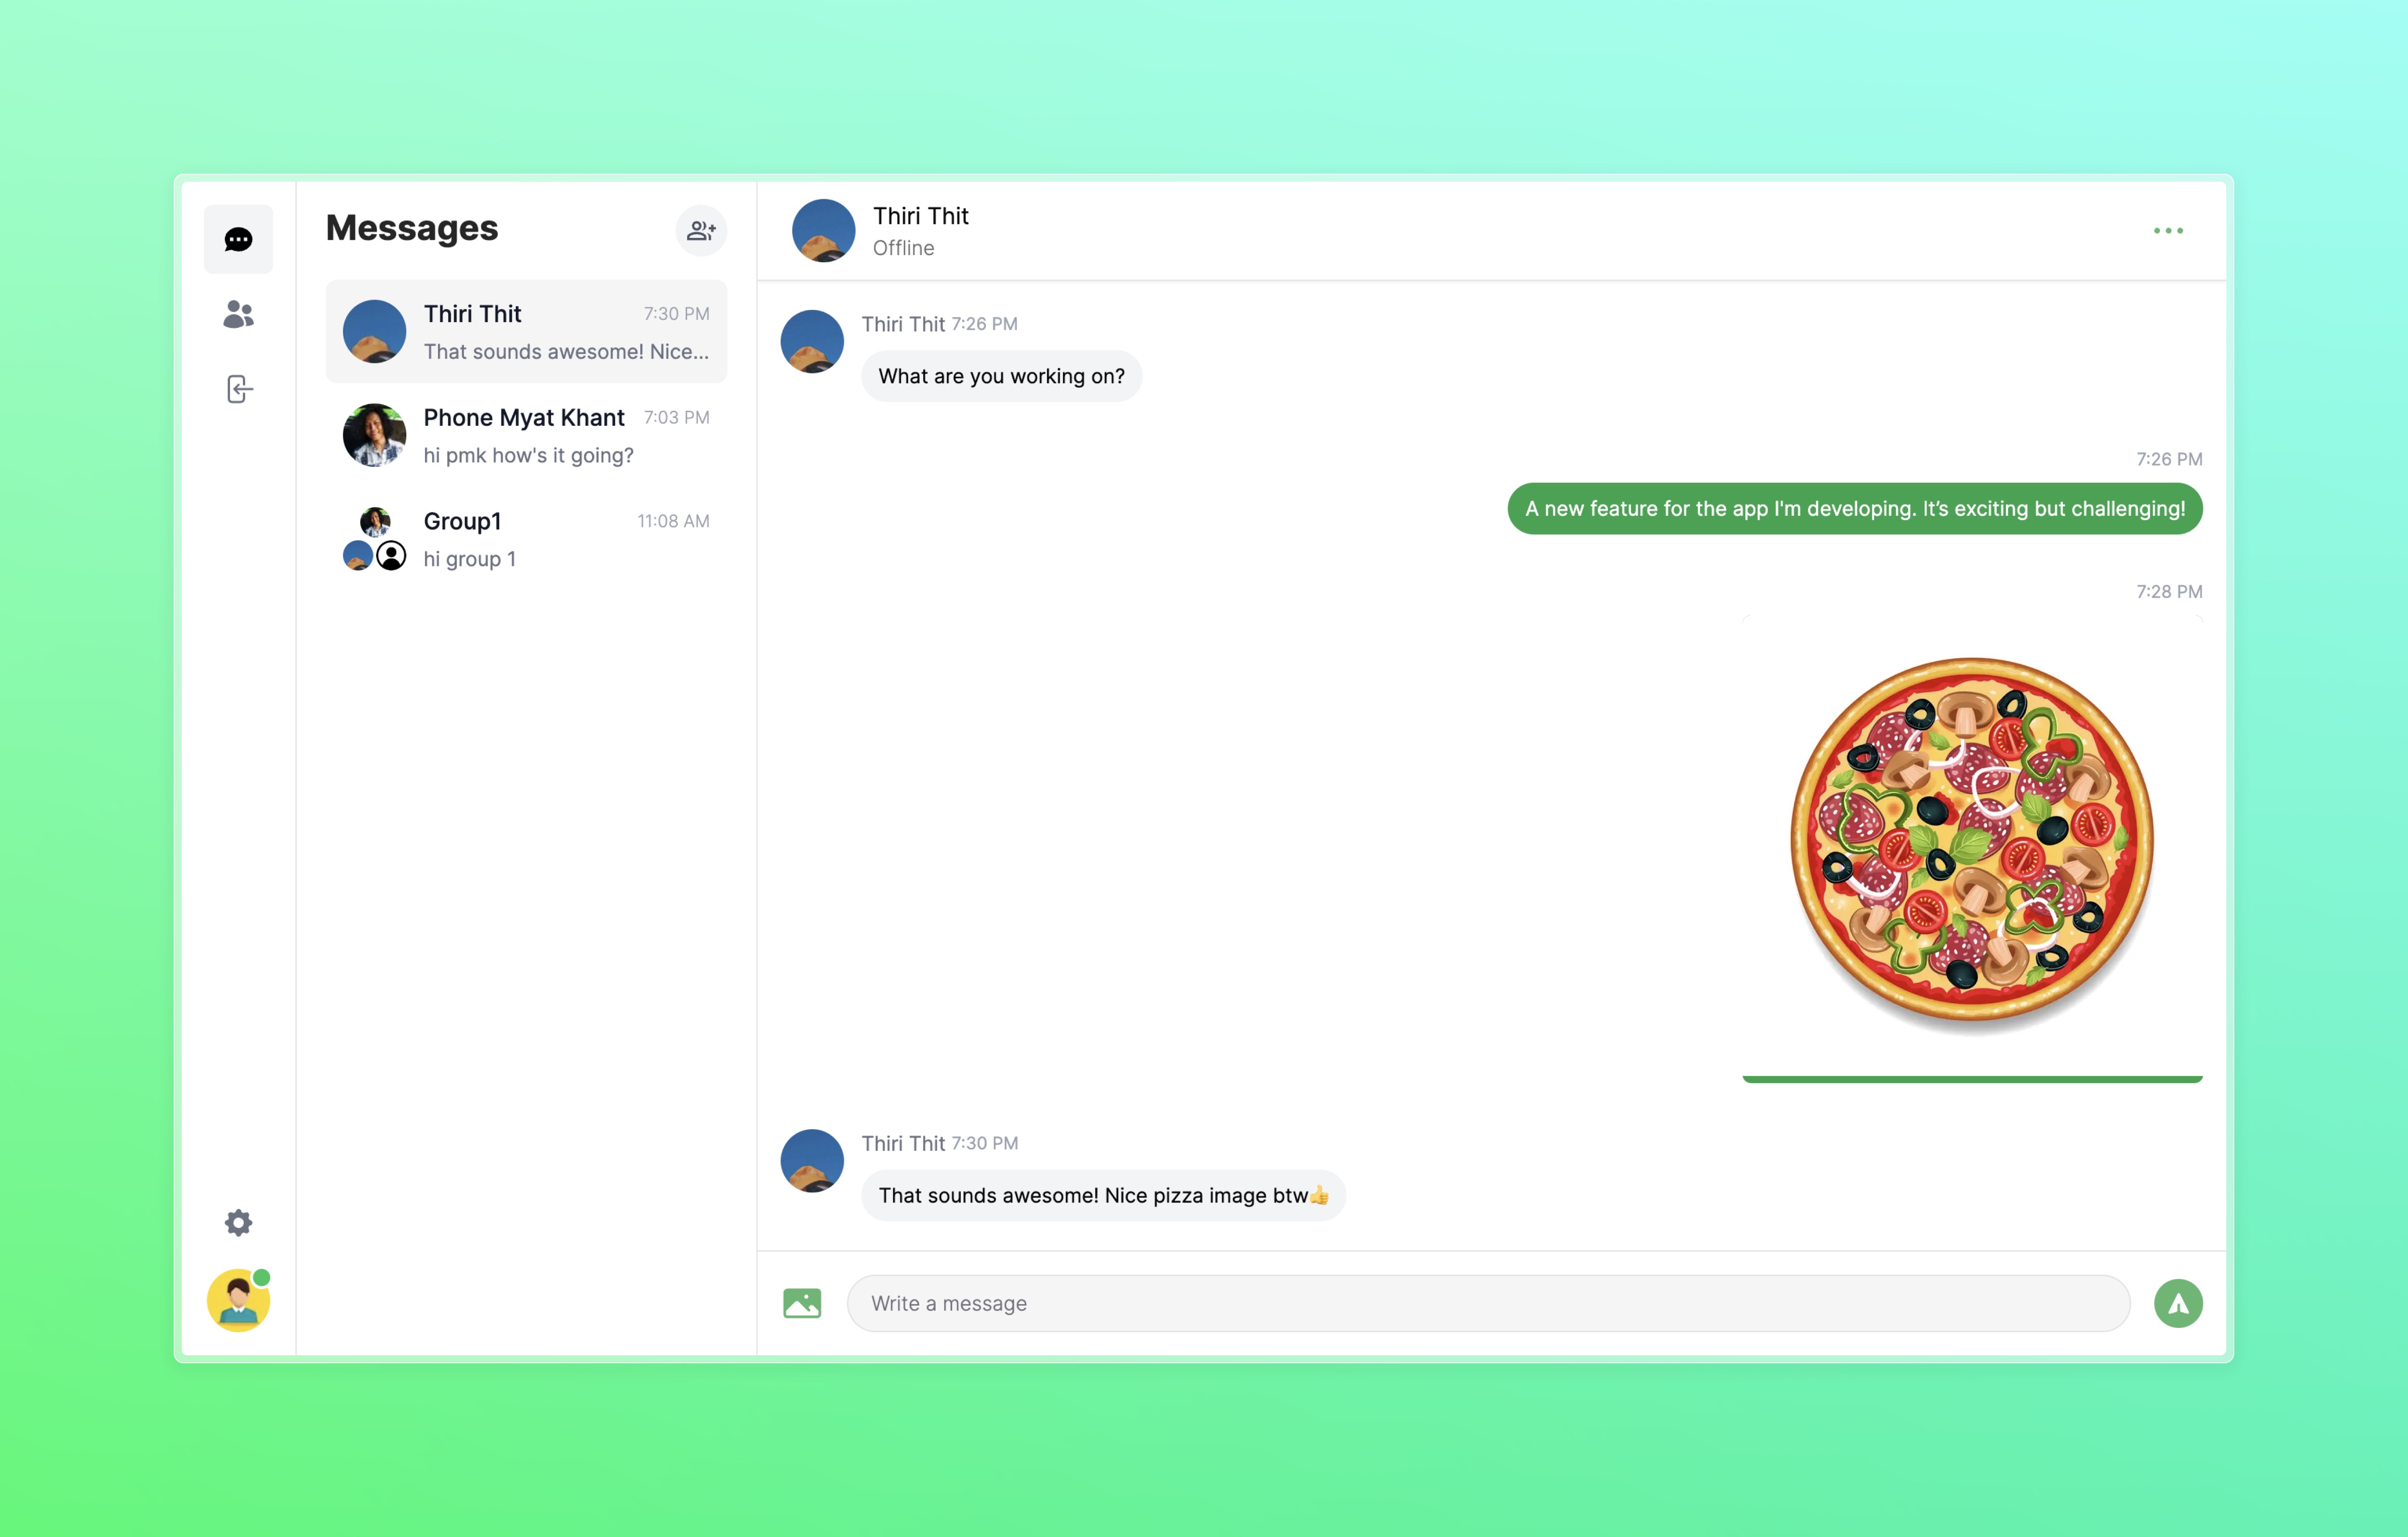 Messages
Thiri Thit 7:30 PM
That sounds awesome! Nice...
Phone Myat Khant 7:03 PM
hi pmk how's it going?
Group1 11:08 AM
hi group 1
Thiri Thit
Offline
Thiri Thit 7:26 PM
What are you working on?
7:26 PM
A new feature for the app I'm developing. It’s exciting but challenging!
7:28 PM
Thiri Thit 7:30 PM
That sounds awesome! Nice pizza image btw👍
Write a message